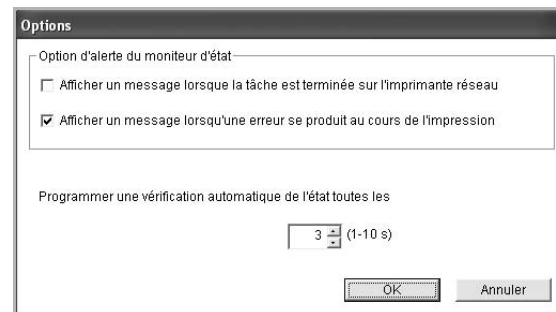 Options
Option d'alerte du moniteur d'état
Afficher un message lorsque la tâche est terminée sur l'imprimante réseau
Afficher un message lorsqu'une erreur se produit au cours de l'impression
Programmer une vérification automatique de l'état toutes les
3 (1-10 s)
OK Annuler